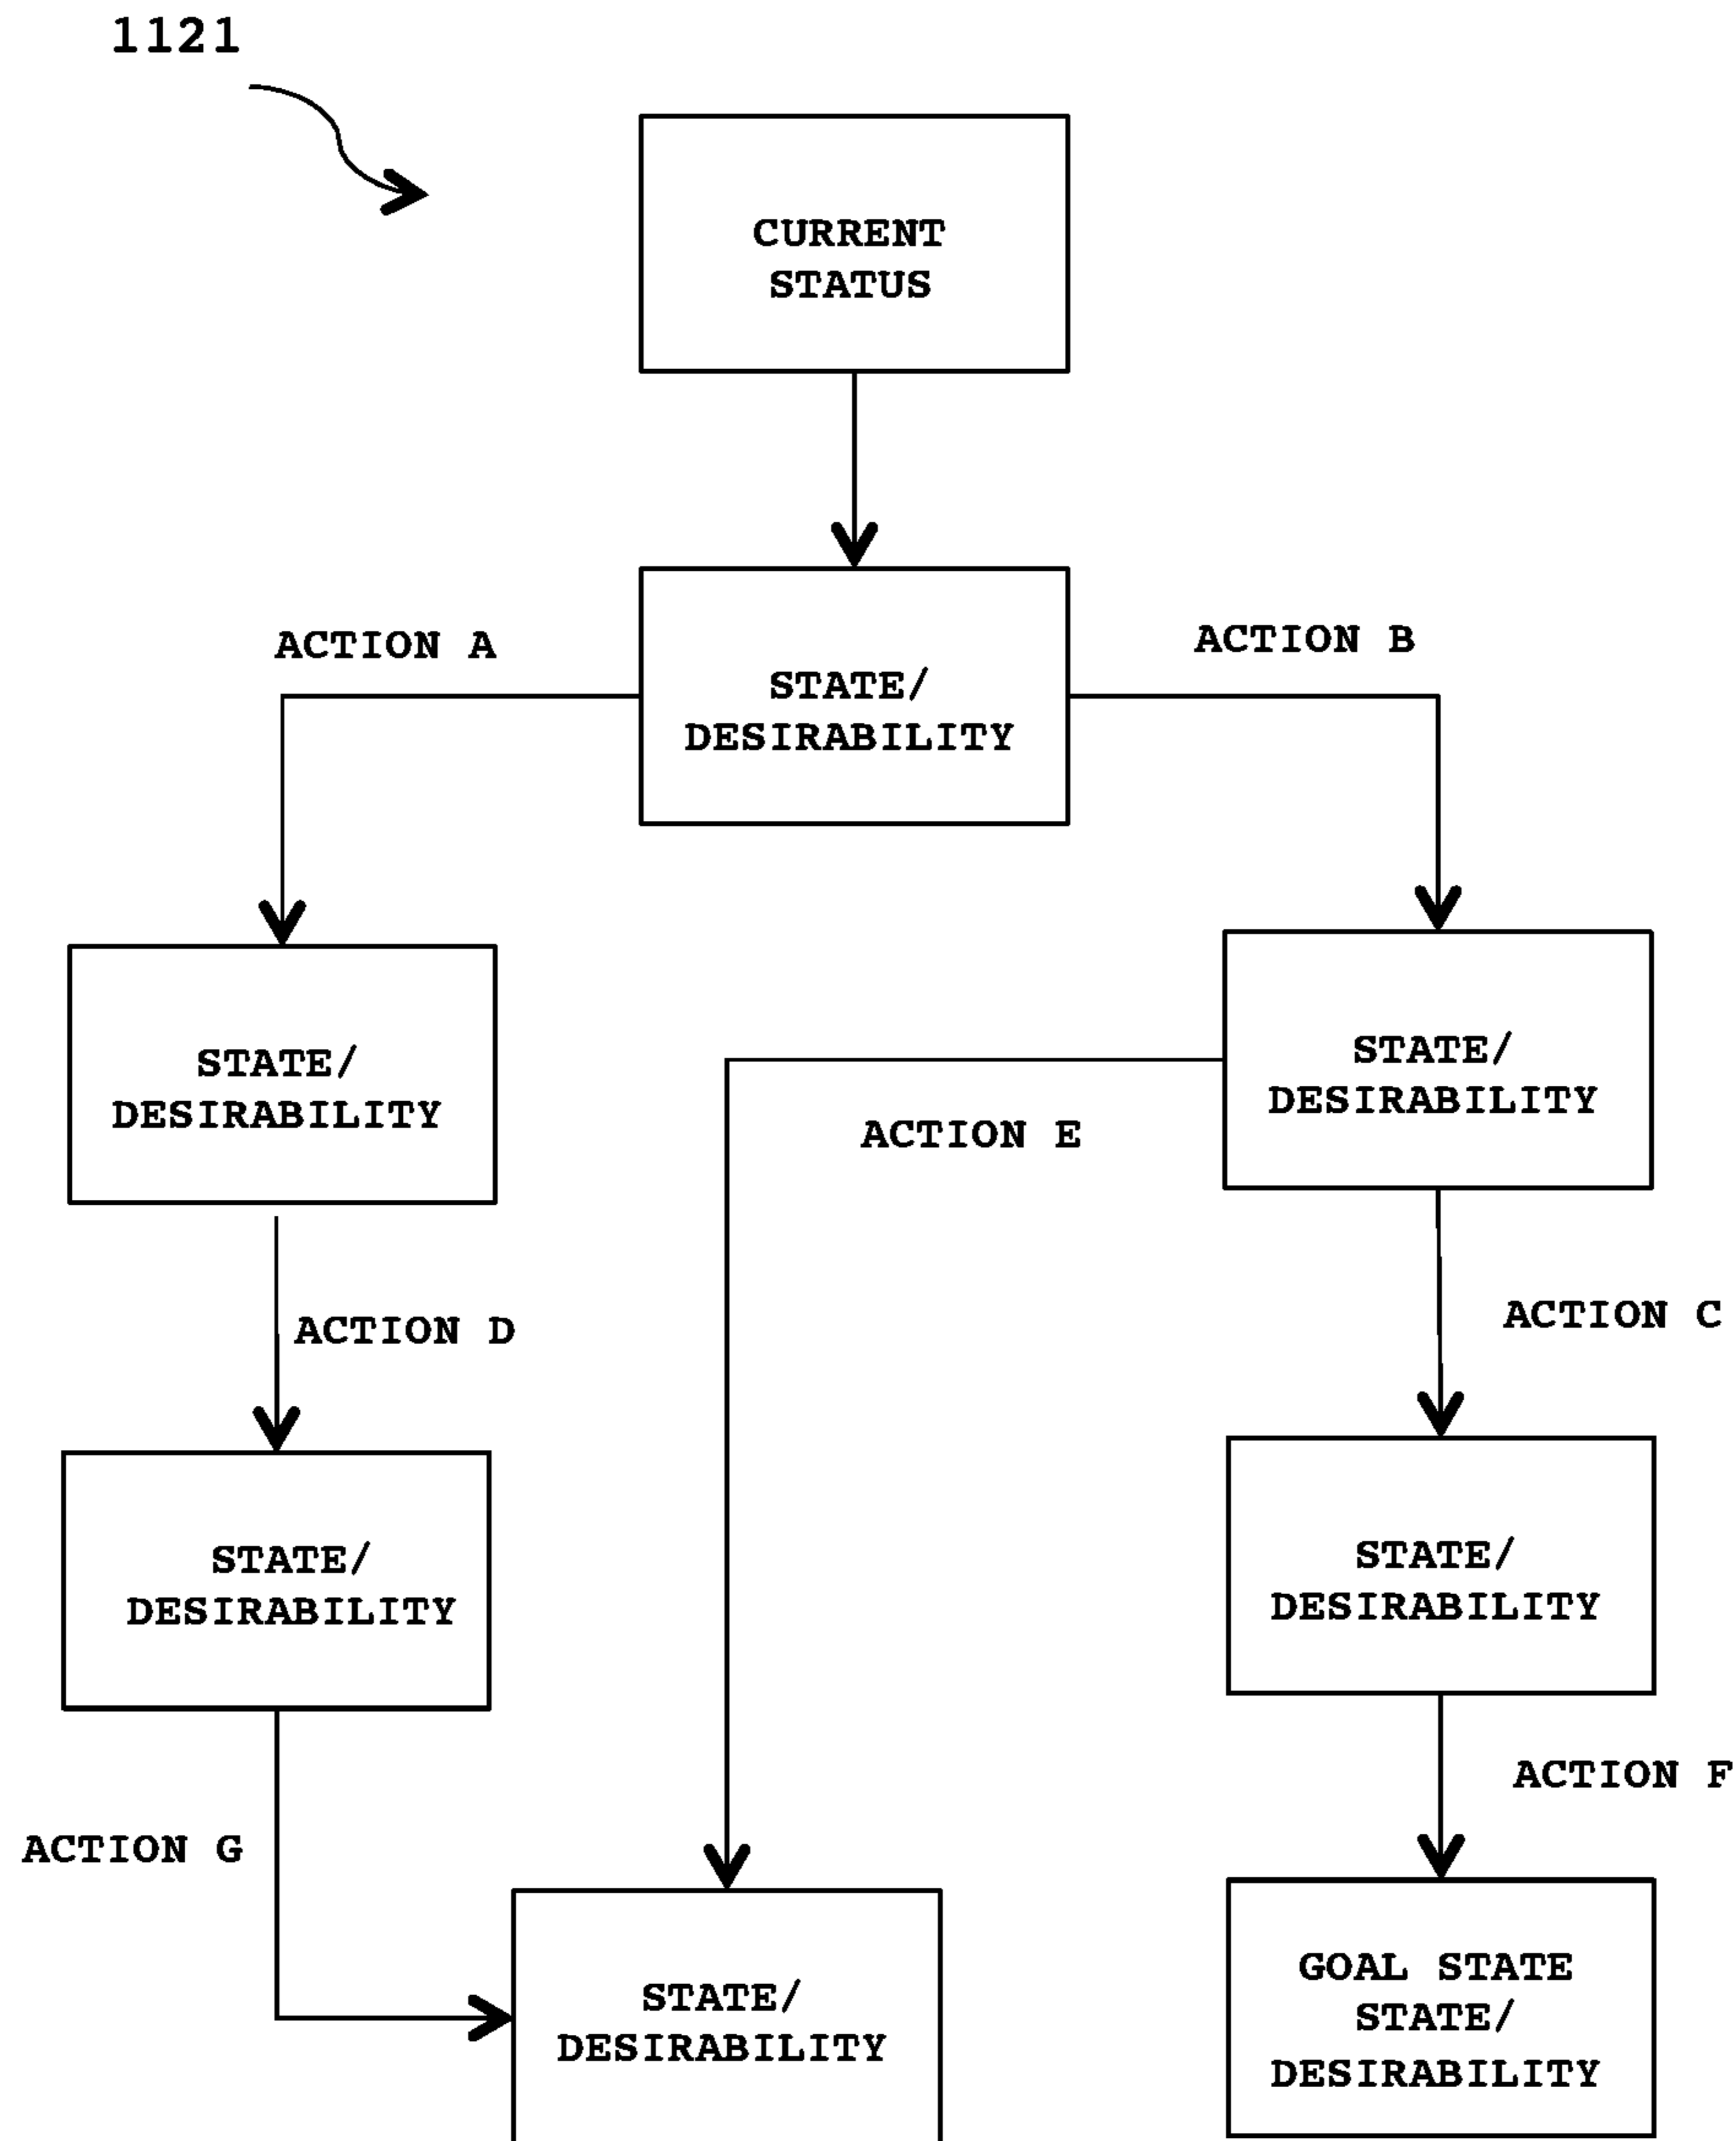 1121
CURRENT
STATUS
ACTION A
ACTION B
STATE/
DESIRABILITY
STATE/
DESIRABILITY
STATE/
DESIRABILITY
ACTION E
ACTION D
ACTION C
STATE/
DESIRABILITY
STATE/
DESIRABILITY
ACTION G
ACTION F
STATE/
DESIRABILITY
GOAL STATE
STATE/
DESIRABILITY